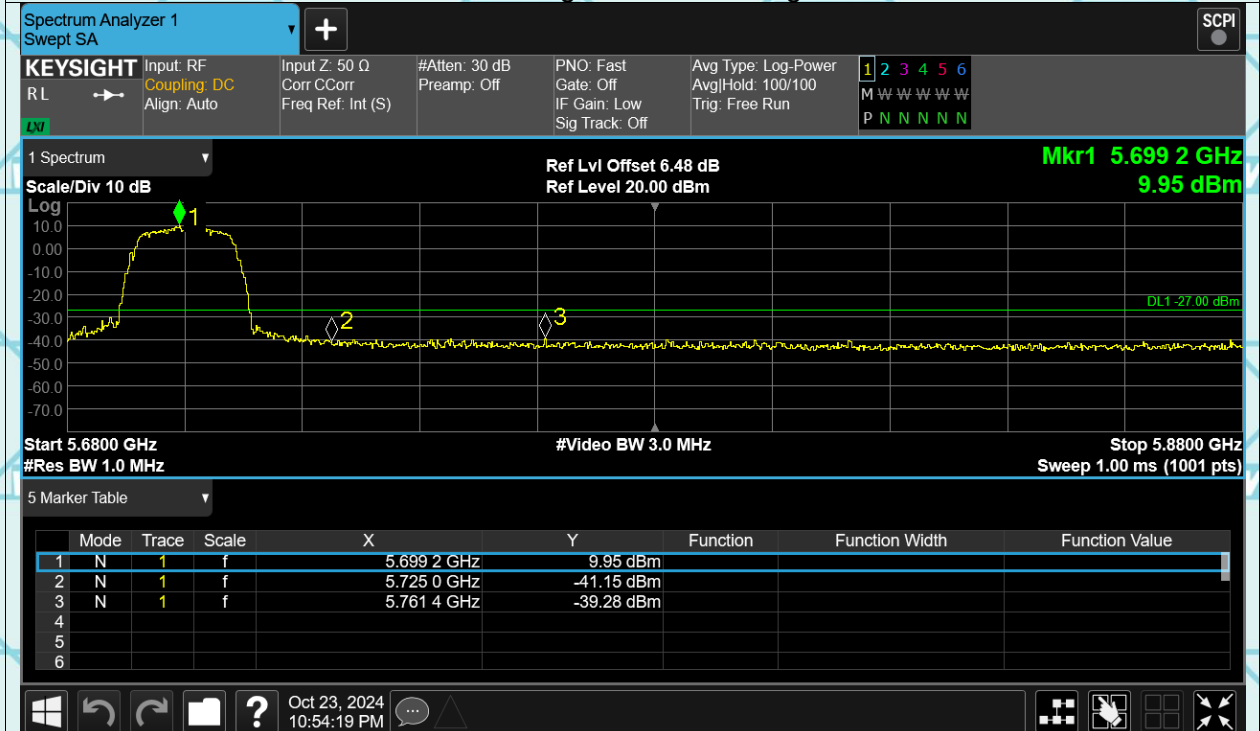 Spectrum Analyzer 1
Swept SA
SCPI
KEYSIGHT
R L
LXI
Input: RF
Coupling: DC
Align: Auto
Input Z: 50 Ω
Corr CCorr
Freq Ref: Int (S)
#Atten: 30 dB
Preamp: Off
PNO: Fast
Gate: Off
IF Gain: Low
Sig Track: Off
Avg Type: Log-Power
Avg|Hold: 100/100
Trig: Free Run
1 2 3 4 5 6
M W W W W W
P N N N N N
1 Spectrum
Scale/Div 10 dB
Ref Lvl Offset 6.48 dB
Ref Level 20.00 dBm
Mkr1 5.699 2 GHz
9.95 dBm
Log
10.0
0.00
-10.0
-20.0
-30.0
-40.0
-50.0
-60.0
-70.0
1
2
3
DL1 -27.00 dBm
Start 5.6800 GHz
#Video BW 3.0 MHz
Stop 5.8800 GHz
#Res BW 1.0 MHz
Sweep 1.00 ms (1001 pts)
5 Marker Table
Mode Trace Scale X Y Function Function Width Function Value
1 N 1 f 5.699 2 GHz 9.95 dBm
2 N 1 f 5.725 0 GHz -41.15 dBm
3 N 1 f 5.761 4 GHz -39.28 dBm
4
5
6
?
Oct 23, 2024
10:54:19 PM